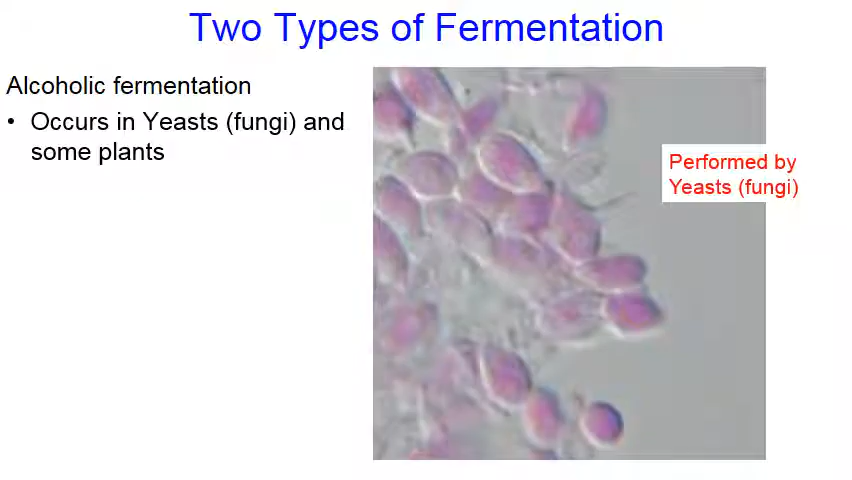 Two Types of Fermentation
Alcoholic fermentation
• Occurs in Yeasts (fungi) and
some plants
Performed by
Yeasts (fungi)